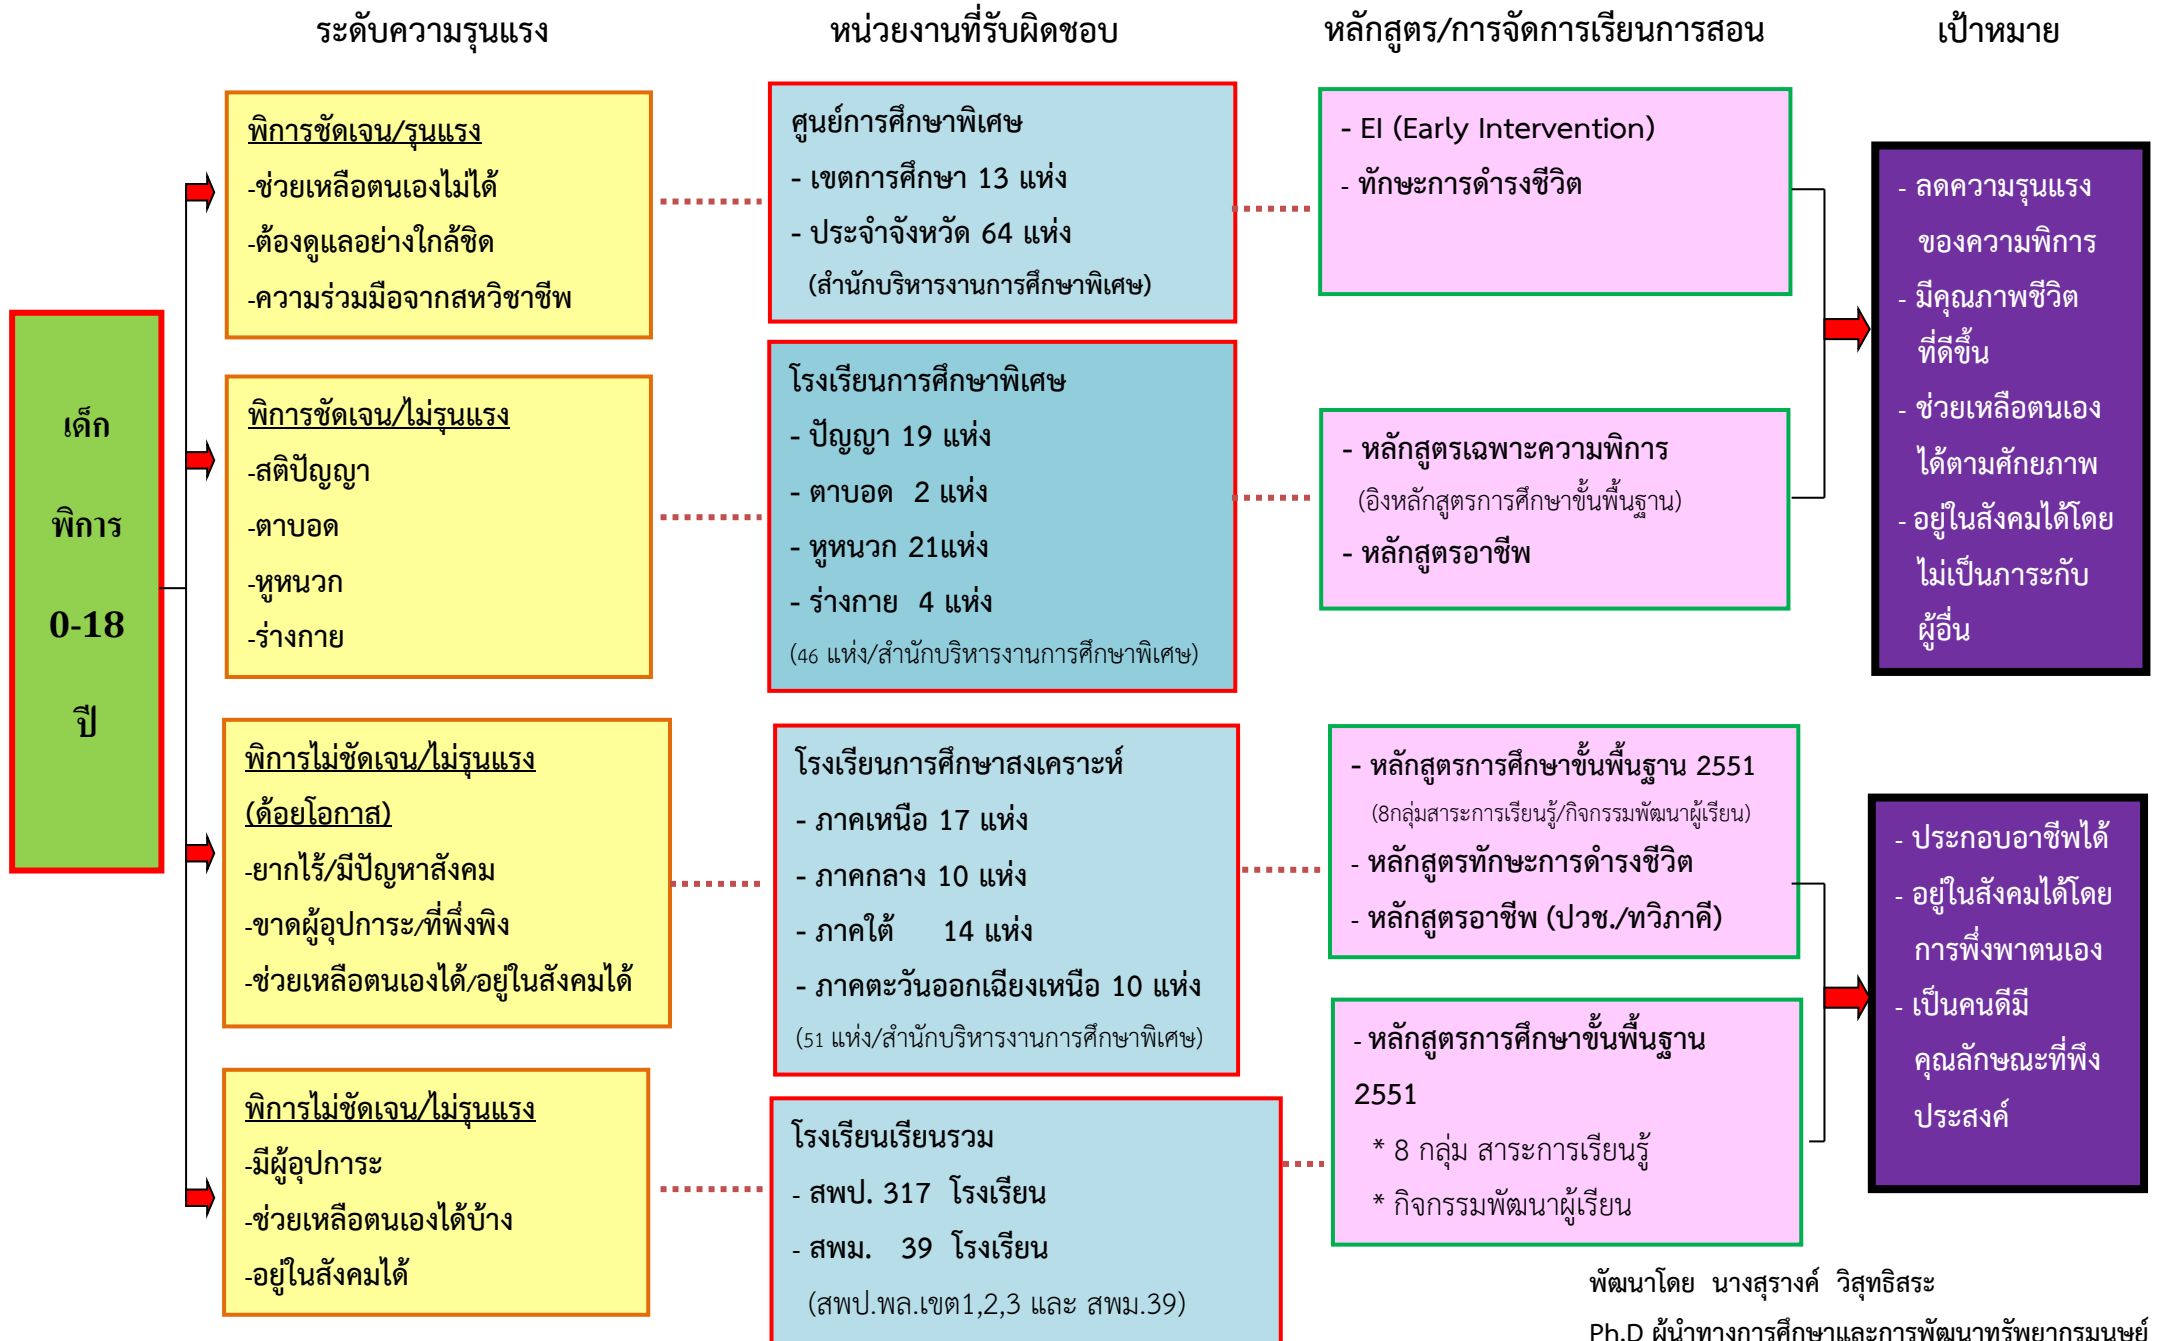 ระดับความรุนแรง
หน่วยงานที่รับผิดชอบ
หลักสูตร/การจัดการเรียนการสอน
เป้าหมาย
เด็ก
พิการ
0-18
ปี
พิการชัดเจน/รุนแรง
-ช่วยเหลือตนเองไม่ได้
-ต้องดูแลอย่างใกล้ชิด
-ความร่วมมือจากสหวิชาชีพ
ศูนย์การศึกษาพิเศษ
- เขตการศึกษา 13 แห่ง
- ประจำจังหวัด 64 แห่ง
(สำนักบริหารงานการศึกษาพิเศษ)
- EI (Early Intervention)
- ทักษะการดำรงชีวิต
พิการชัดเจน/ไม่รุนแรง
-สติปัญญา
-ตาบอด
-หูหนวก
-ร่างกาย
โรงเรียนการศึกษาพิเศษ
- ปัญญา 19 แห่ง
- ตาบอด 2 แห่ง
- หูหนวก 21แห่ง
- ร่างกาย 4 แห่ง
(46 แห่ง/สำนักบริหารงานการศึกษาพิเศษ)
- หลักสูตรเฉพาะความพิการ
(อิงหลักสูตรการศึกษาขั้นพื้นฐาน)
- หลักสูตรอาชีพ
- ลดความรุนแรง
ของความพิการ
- มีคุณภาพชีวิต
ที่ดีขึ้น
- ช่วยเหลือตนเอง
ได้ตามศักยภาพ
- อยู่ในสังคมได้โดย
ไม่เป็นภาระกับ
ผู้อื่น
พิการไม่ชัดเจน/ไม่รุนแรง
(ด้อยโอกาส)
-ยากไร้/มีปัญหาสังคม
-ขาดผู้อุปการะ/ที่พึ่งพิง
-ช่วยเหลือตนเองได้/อยู่ในสังคมได้
โรงเรียนการศึกษาสงเคราะห์
- ภาคเหนือ 17 แห่ง
- ภาคกลาง 10 แห่ง
- ภาคใต้ 14 แห่ง
- ภาคตะวันออกเฉียงเหนือ 10 แห่ง
(51 แห่ง/สำนักบริหารงานการศึกษาพิเศษ)
- หลักสูตรการศึกษาขั้นพื้นฐาน 2551
(8กลุ่มสาระการเรียนรู้/กิจกรรมพัฒนาผู้เรียน)
- หลักสูตรทักษะการดำรงชีวิต
- หลักสูตรอาชีพ (ปวช./ทวิภาคี)
พิการไม่ชัดเจน/ไม่รุนแรง
-มีผู้อุปการะ
-ช่วยเหลือตนเองได้บ้าง
-อยู่ในสังคมได้
โรงเรียนเรียนรวม
- สพป. 317 โรงเรียน
- สพม. 39 โรงเรียน
(สพป.พล.เขต1,2,3 และ สพม.39)
- หลักสูตรการศึกษาขั้นพื้นฐาน
2551
* 8 กลุ่ม สาระการเรียนรู้
* กิจกรรมพัฒนาผู้เรียน
- ประกอบอาชีพได้
- อยู่ในสังคมได้โดย
การพึ่งพาตนเอง
- เป็นคนดีมี
คุณลักษณะที่พึง
ประสงค์
พัฒนาโดย นางสุรางค์ วิสุทธิสระ
Ph.D ผู้นำทางการศึกษาและการพัฒนาทรัพยากรมนุษย์